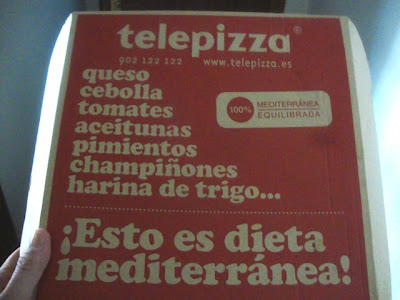 telepizza®
902 122 122 www.telepizza.es
queso
cebolla
tomates
aceitunas
pimientos
champiñones
harina de trigo...
100% MEDITERRÁNEA
EQUILIBRADA
¡Esto es dieta
mediterránea!